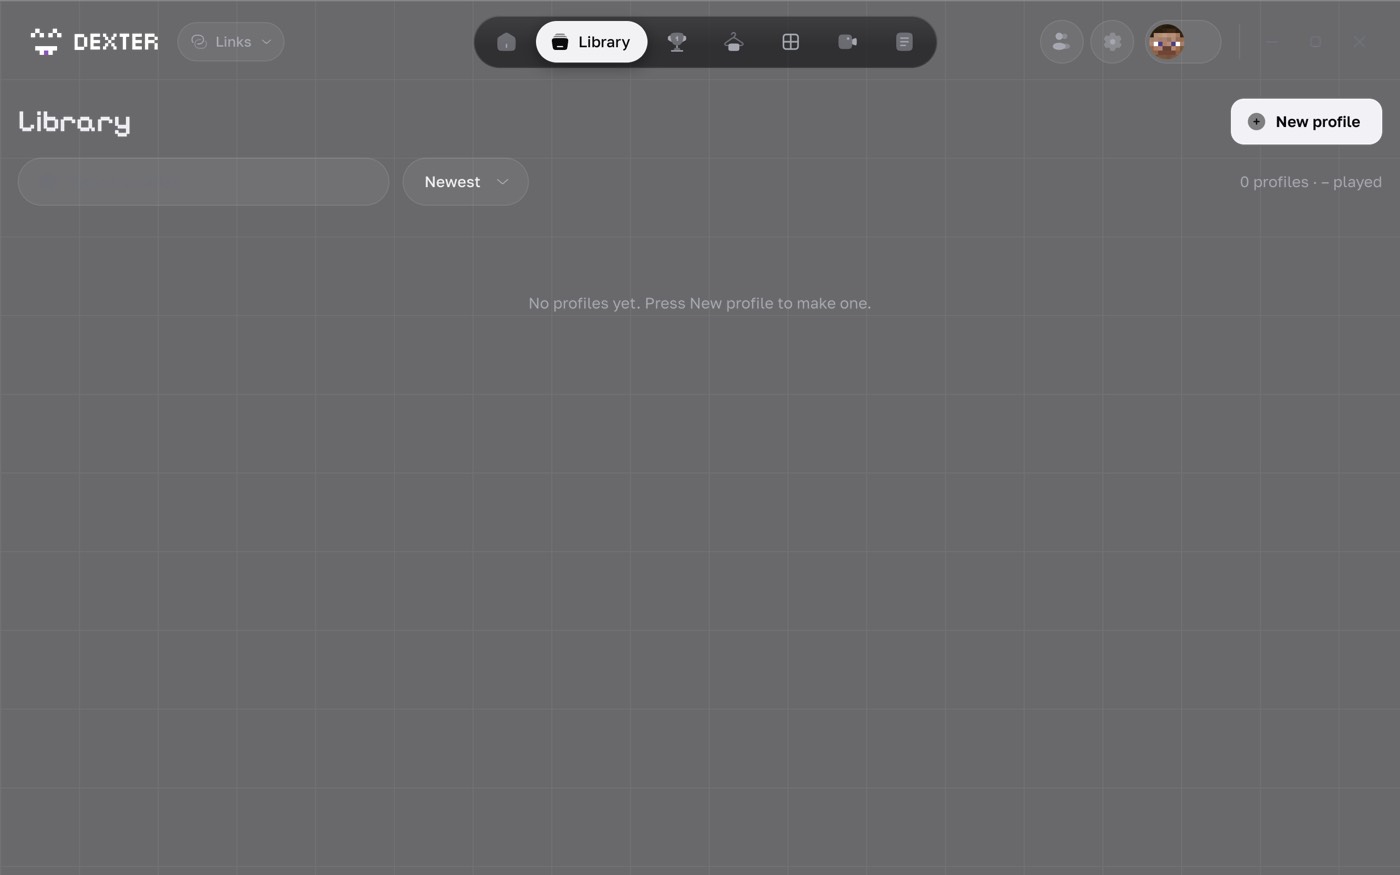 DEXTER
Links
Library
Library
New profile
Newest
0 profiles · – played
No profiles yet. Press New profile to make one.